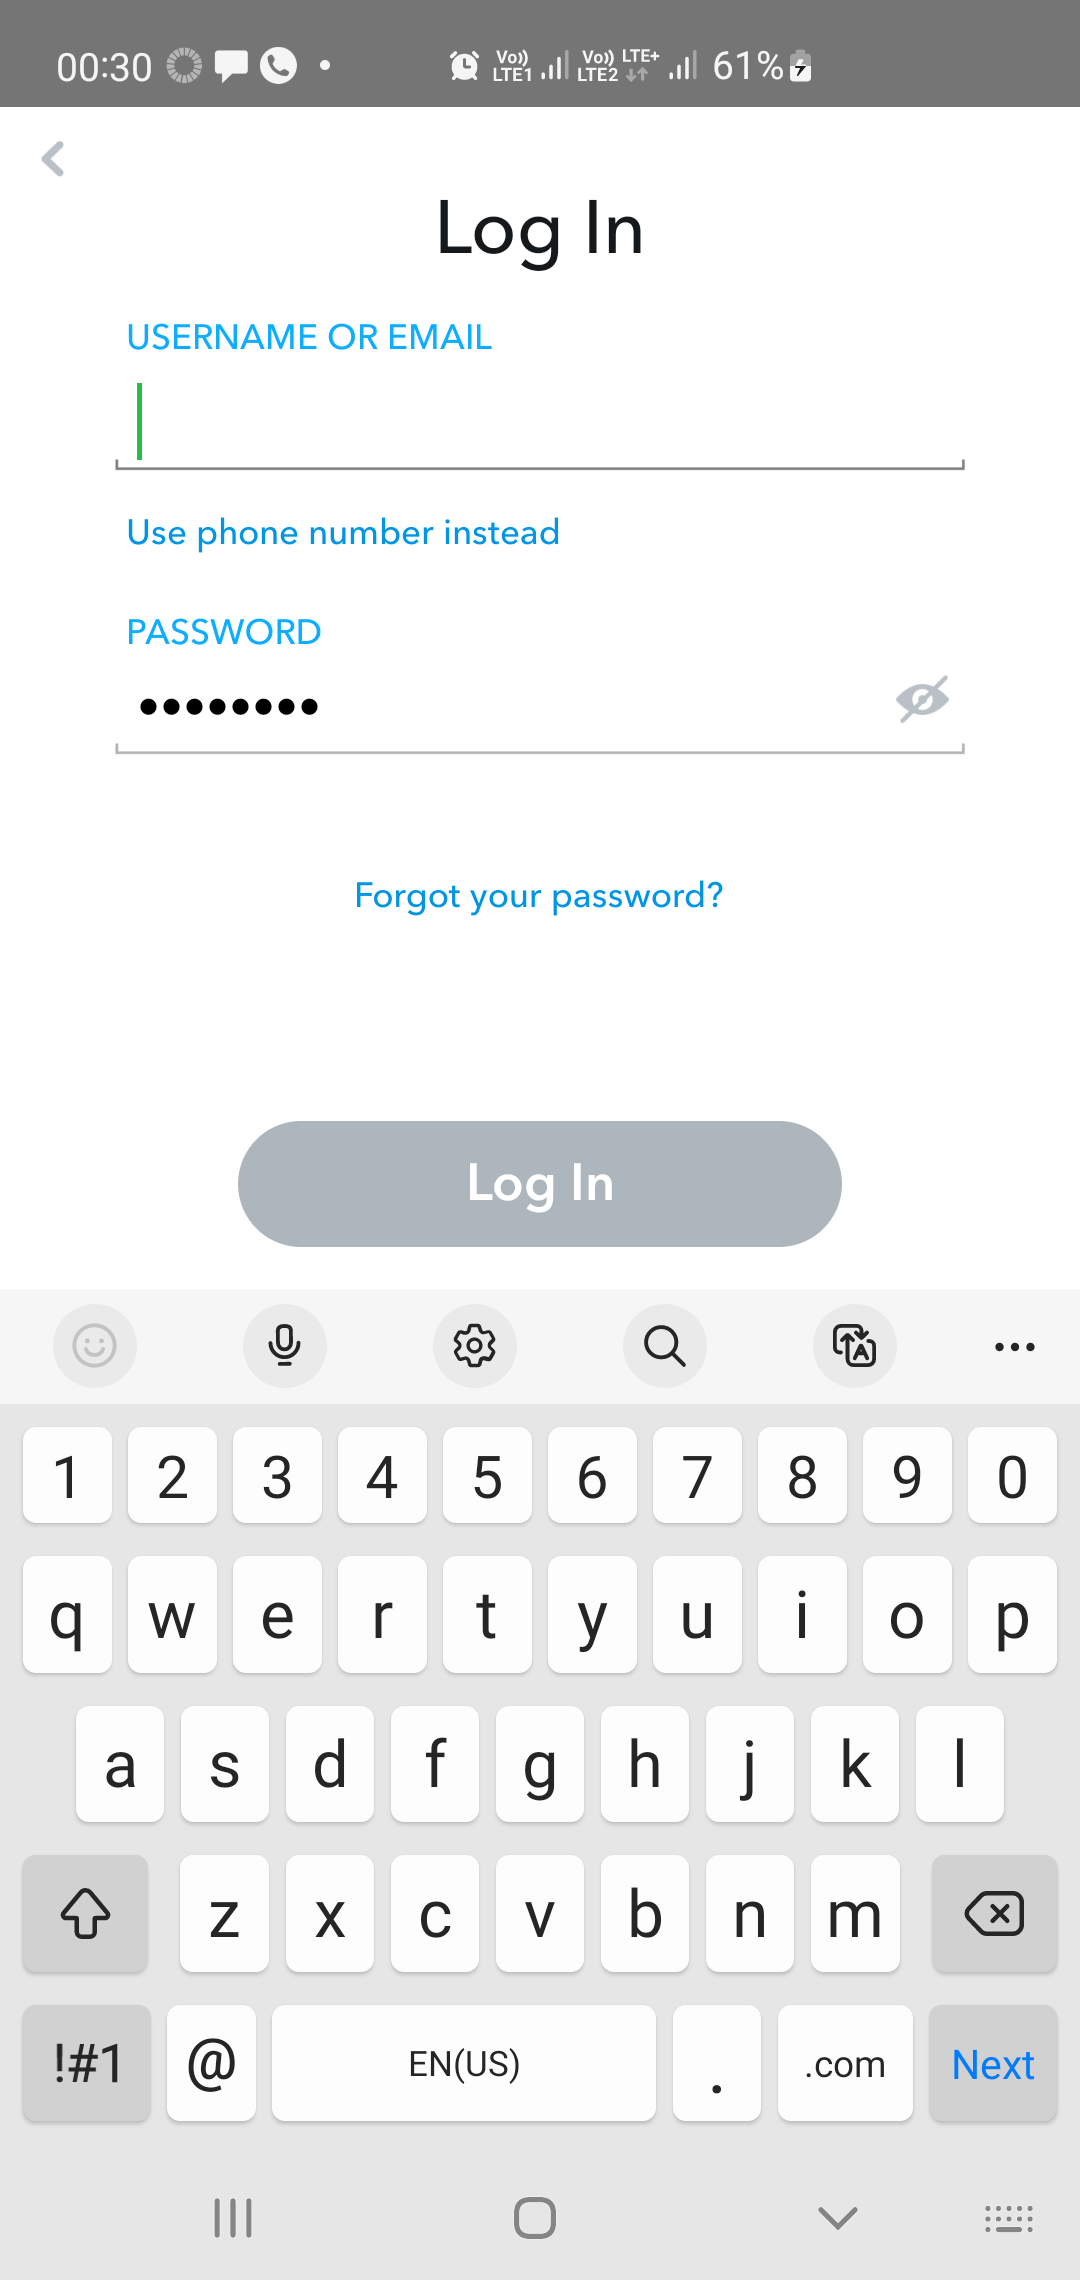 00:30 Vo)) LTE1 Vo)) LTE2 LTE+ 61%
Log In
USERNAME OR EMAIL
Use phone number instead
PASSWORD
••••••••
Forgot your password?
Log In
1 2 3 4 5 6 7 8 9 0
q w e r t y u i o p
a s d f g h j k l
z x c v b n m
!#1 @ EN(US) . .com Next